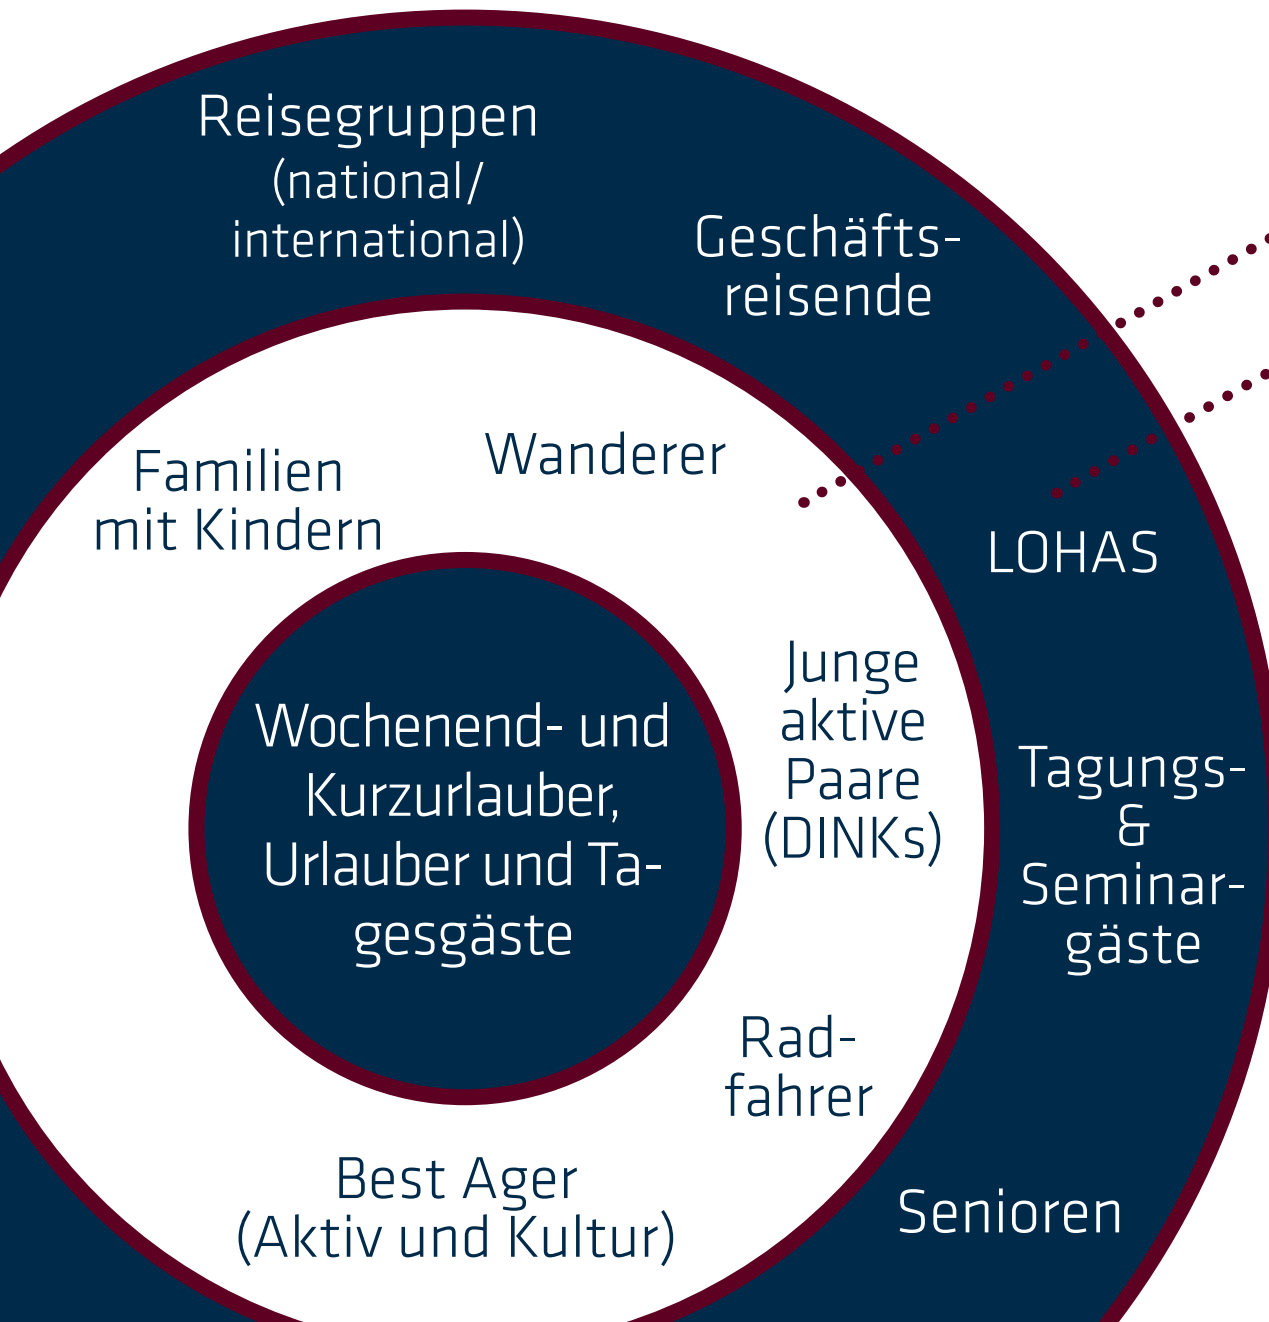 Reisegruppen
(national/
international)
Geschäfts-
reisende
Wanderer
Familien
mit Kindern
LOHAS
Junge
aktive
Paare
(DINKs)
Wochenend- und
Kurzurlauber,
Urlauber und Ta-
gesgäste
Tagungs-
&
Seminar-
gäste
Rad-
fahrer
Best Ager
(Aktiv und Kultur)
Senioren